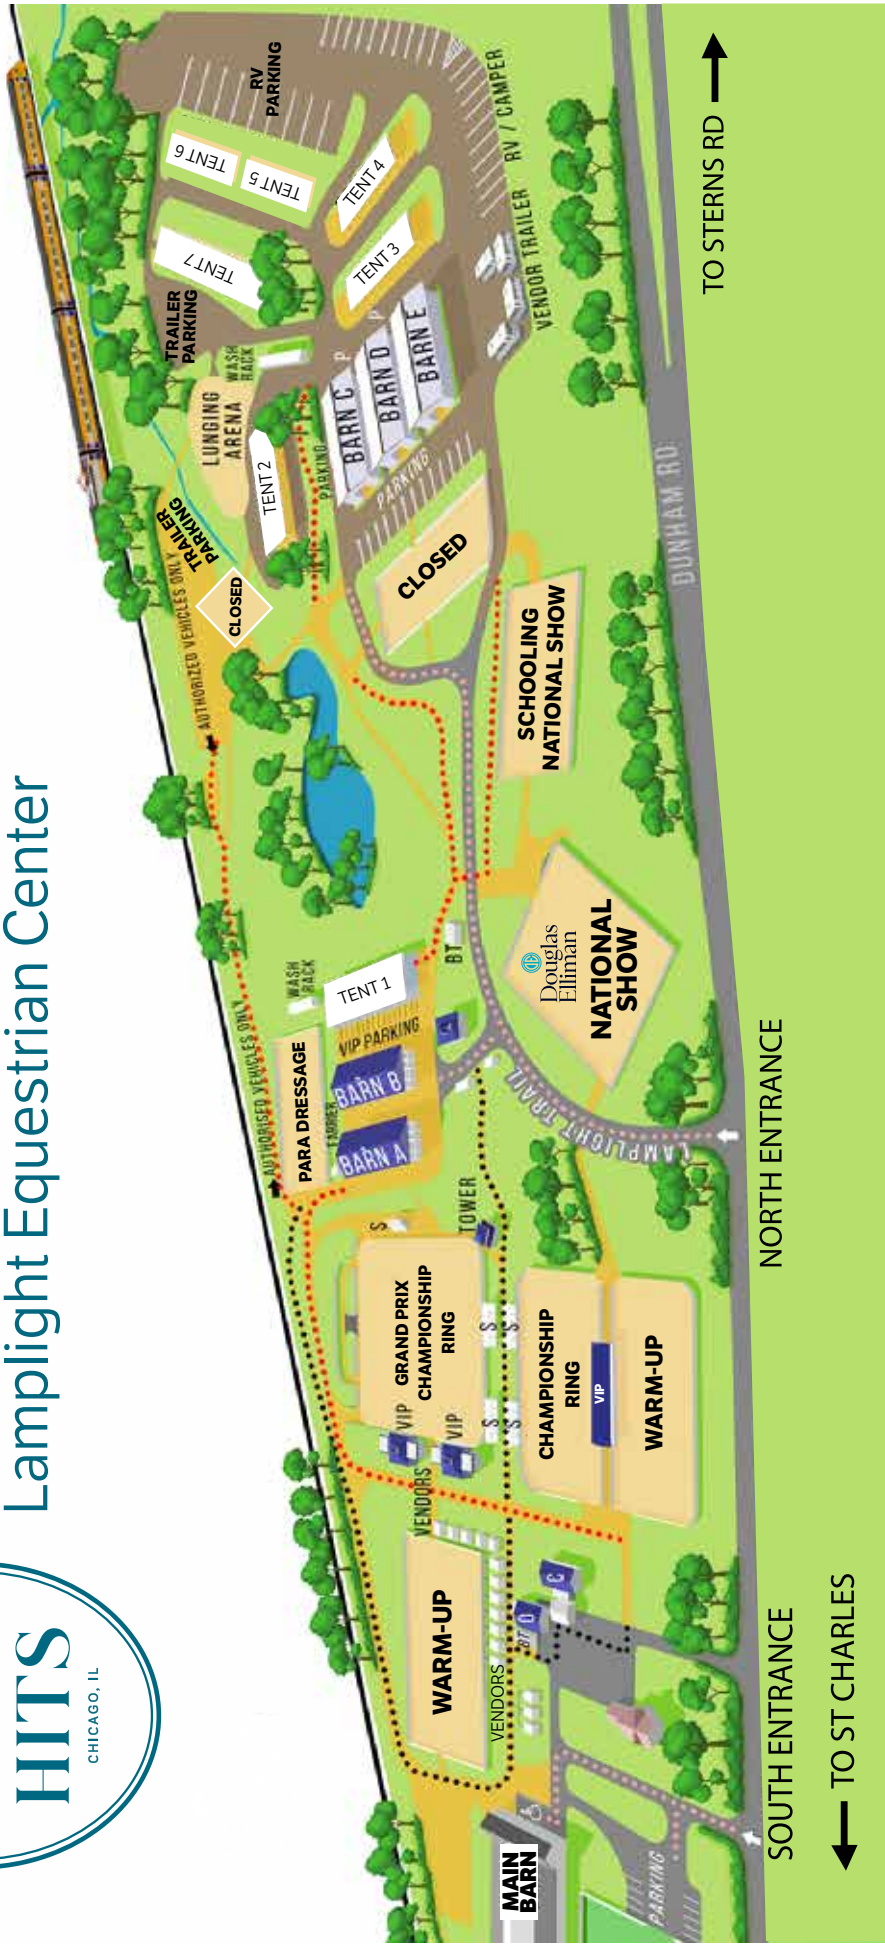 HITS
CHICAGO, IL
Lamplight Equestrian Center
RV
PARKING
TENT 6
TENT 5
TENT 4
TENT 7
TENT 3
RV / CAMPER
VENDOR TRAILER
TRAILER
PARKING
WASH
RACK
LUNGING
ARENA
TENT 2
PARKING
BARN C
P
BARN D
P
BARN E
PARKING
CLOSED
TRAILER
PARKING
AUTHORIZED VEHICLES ONLY
CLOSED
SCHOOLING
NATIONAL SHOW
DUNHAM RD
TO STERNS RD
WASH
RACK
TENT 1
BT
VIP PARKING
Douglas
Elliman
NATIONAL
SHOW
AUTHORISED VEHICLES ONLY
PARA DRESSAGE
FARRIER
BARN B
BARN A
LAMPLIGHT TRAIL
LAMPLIGHT
NORTH ENTRANCE
S
TOWER
GRAND PRIX
CHAMPIONSHIP
RING
S
S
S
S
VIP
VIP
CHAMPIONSHIP
RING
VIP
WARM-UP
VENDORS
WARM-UP
VENDORS
BT
MAIN
BARN
PARKING
SOUTH ENTRANCE
TO ST CHARLES